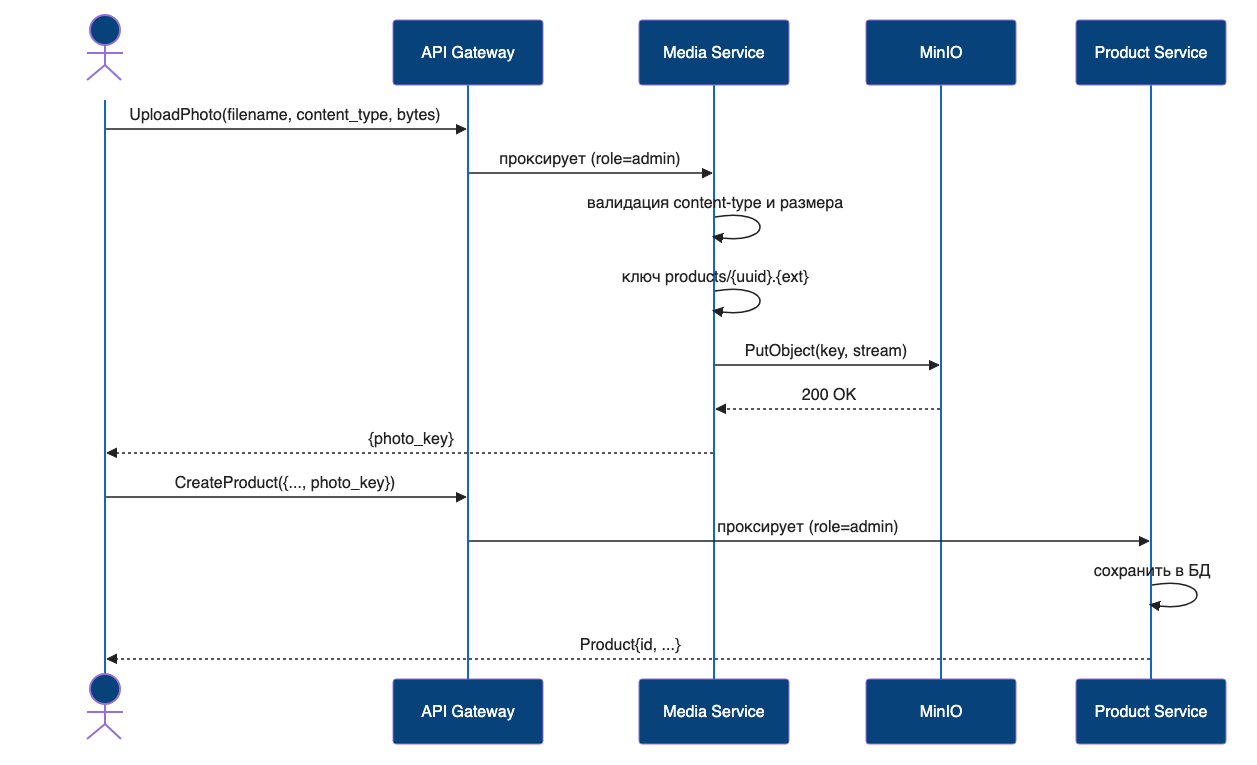 API Gateway
Media Service
MinIO
Product Service
UploadPhoto(filename, content_type, bytes)
проксирует (role=admin)
валидация content-type и размера
ключ products/{uuid}.{ext}
PutObject(key, stream)
200 OK
{photo_key}
CreateProduct({..., photo_key})
проксирует (role=admin)
сохранить в БД
Product{id, ...}
API Gateway
Media Service
MinIO
Product Service